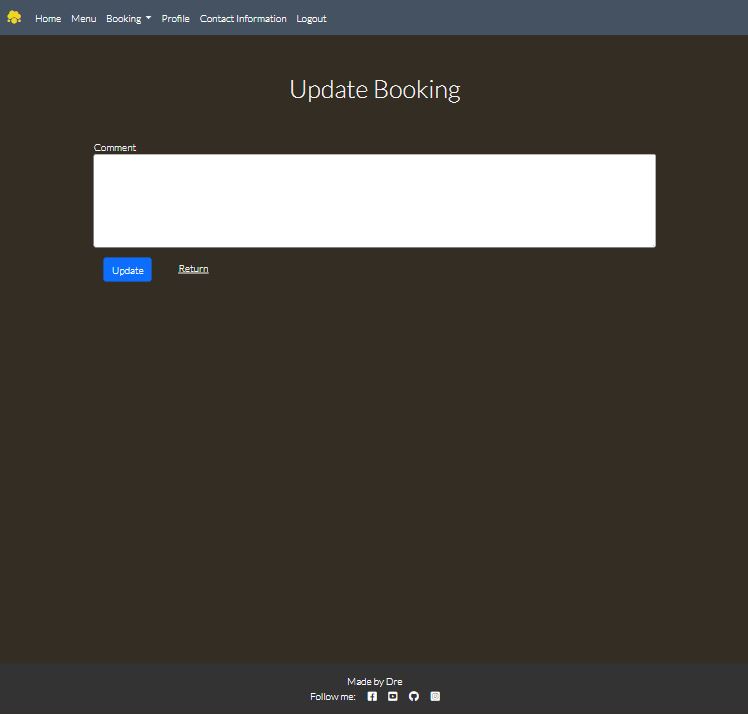 Home Menu Booking Profile Contact Information Logout
Update Booking
Comment
Update Return
Made by Dre
Follow me: